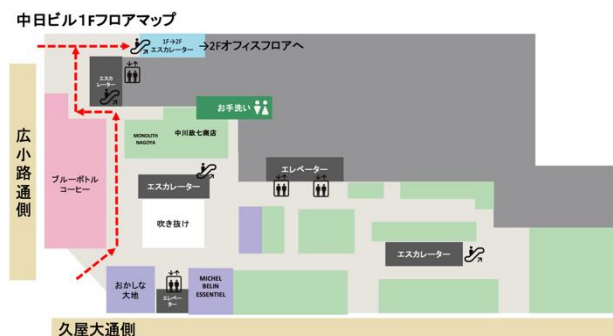 中日ビル1Fフロアマップ
1F→2F
エスカレーター
→2Fオフィスフロアへ
エスカ
レーター
お手洗い
MONOLITH
NAGOYA
中川政七商店
広小路通側
ブルーボトル
コーヒー
エスカレーター
エレベーター
吹き抜け
エスカレーター
おかしな
大地
エレベー
ター
MICHEL
BELIN
ESSENTIEL
久屋大通側